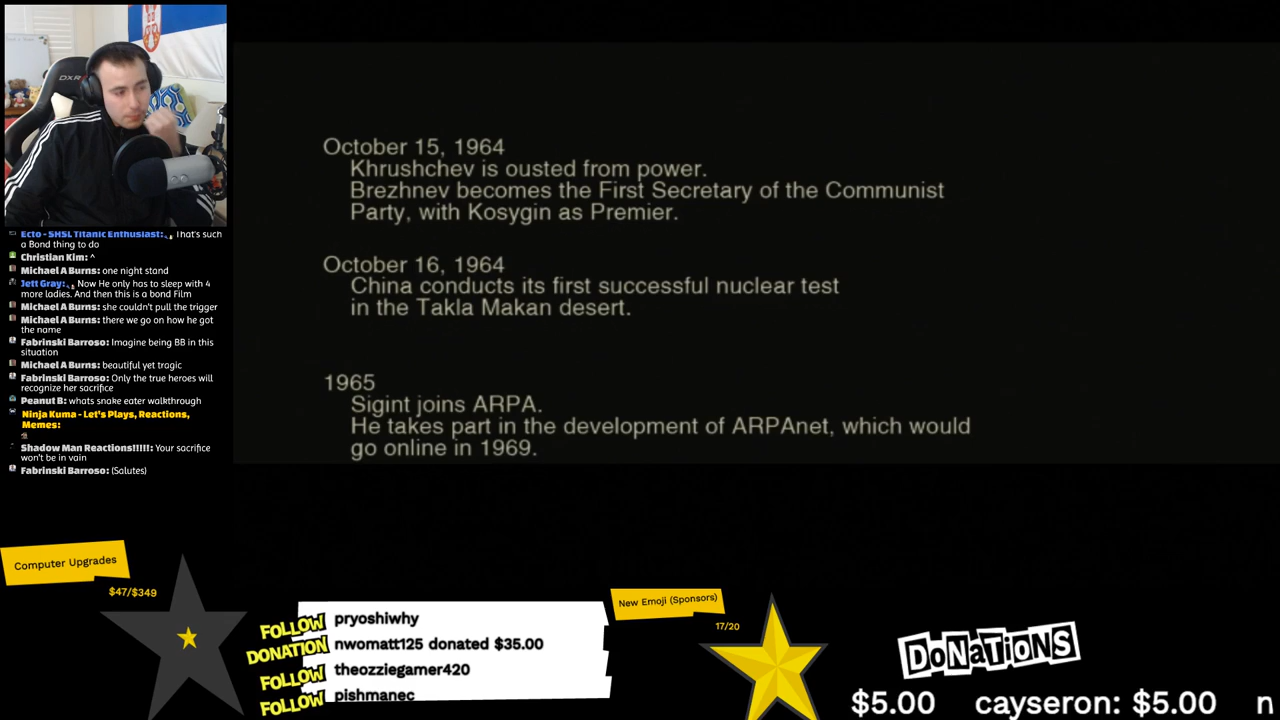 DXR
October 15, 1964
Khrushchev is ousted from power.
Brezhnev becomes the First Secretary of the Communist
Party, with Kosygin as Premier.
October 16, 1964
China conducts its first successful nuclear test
in the Takla Makan desert.
1965
Sigint joins ARPA.
He takes part in the development of ARPAnet, which would
go online in 1969.
Ecto - SHSL Titanic Enthusiast: That's such
a Bond thing to do
Christian Kim: ^
Michael A Burns: one night stand
Jett Gray: Now He only has to sleep with 4
more ladies. And then this is a bond Film
Michael A Burns: she couldn't pull the trigger
Michael A Burns: there we go on how he got
the name
Fabrinski Barroso: Imagine being BB in this
situation
Michael A Burns: beautiful yet tragic
Fabrinski Barroso: Only the true heroes will
recognize her sacrifice
Peanut B: whats snake eater walkthrough
Ninja Kuma - Let's Plays, Reactions,
Memes:
Shadow Man Reactions!!!!!: Your sacrifice
won't be in vain
Fabrinski Barroso: (Salutes)
Computer Upgrades
$47/$349
FOLLOW pryoshiwhy
DONATION nwomatt125 donated $35.00
FOLLOW theozziegamer420
FOLLOW pishmanec
New Emoji (Sponsors)
17/20
DONATIONS
$5.00 cayseron: $5.00 n